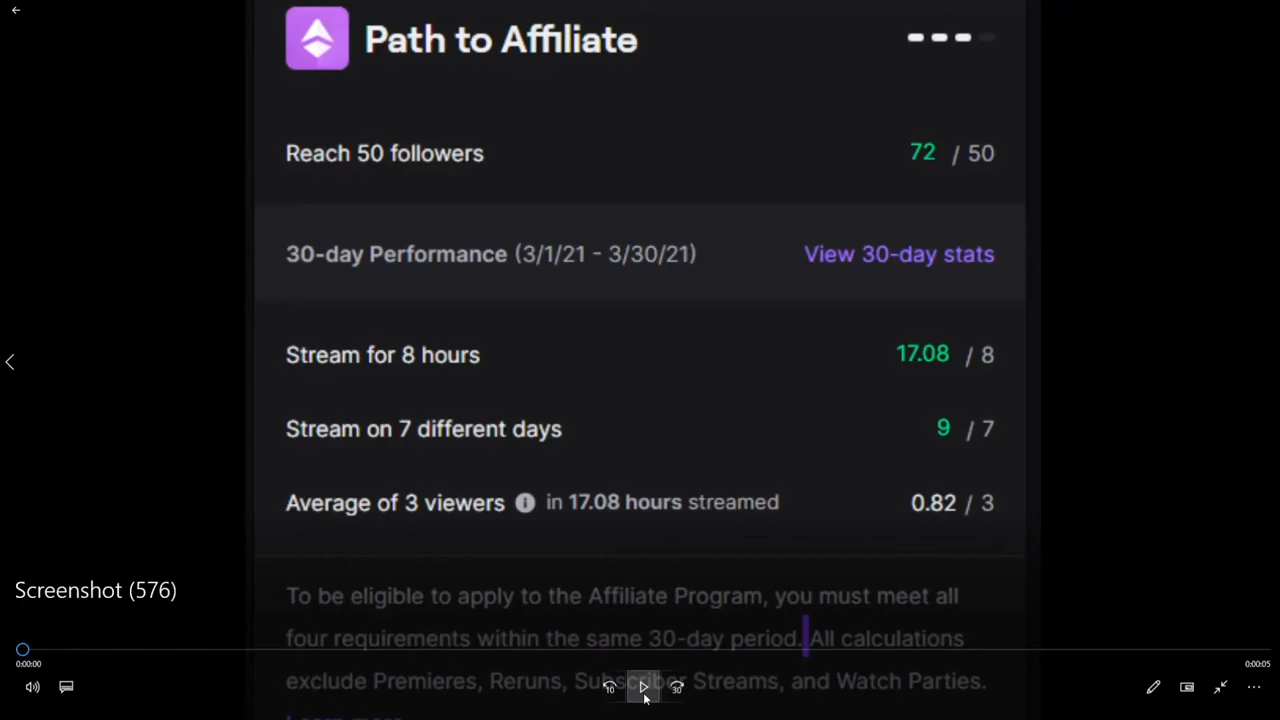 Path to Affiliate
Reach 50 followers 72 / 50
30-day Performance (3/1/21 - 3/30/21) View 30-day stats
Stream for 8 hours 17.08 / 8
Stream on 7 different days 9 / 7
Average of 3 viewers in 17.08 hours streamed 0.82 / 3
Screenshot (576)
To be eligible to apply to the Affiliate Program, you must meet all
four requirements within the same 30-day period. All calculations
exclude Premieres, Reruns, Subscriber Streams, and Watch Parties.
0:00:00 0:00:05
10 30